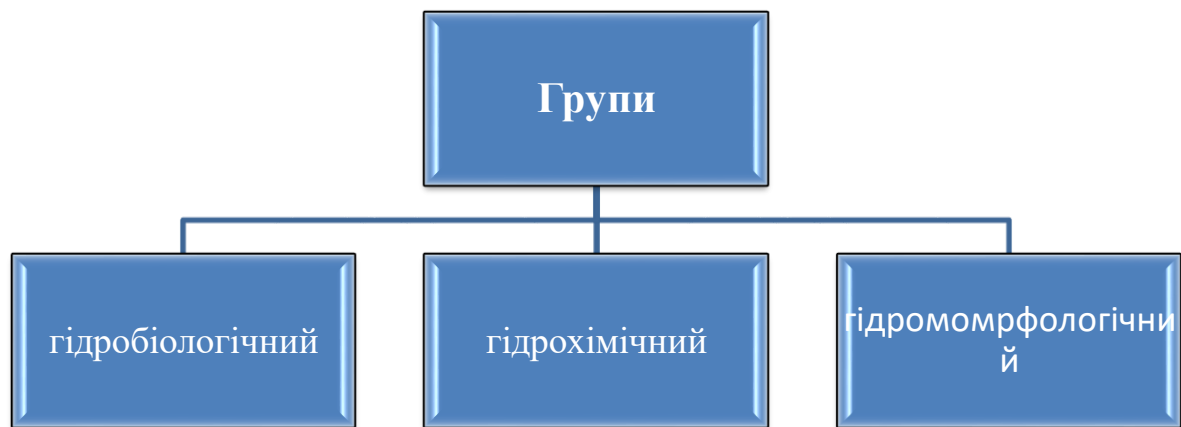 Групи
гідробіологічний
гідрохімічний
гідромомрфологічни
й